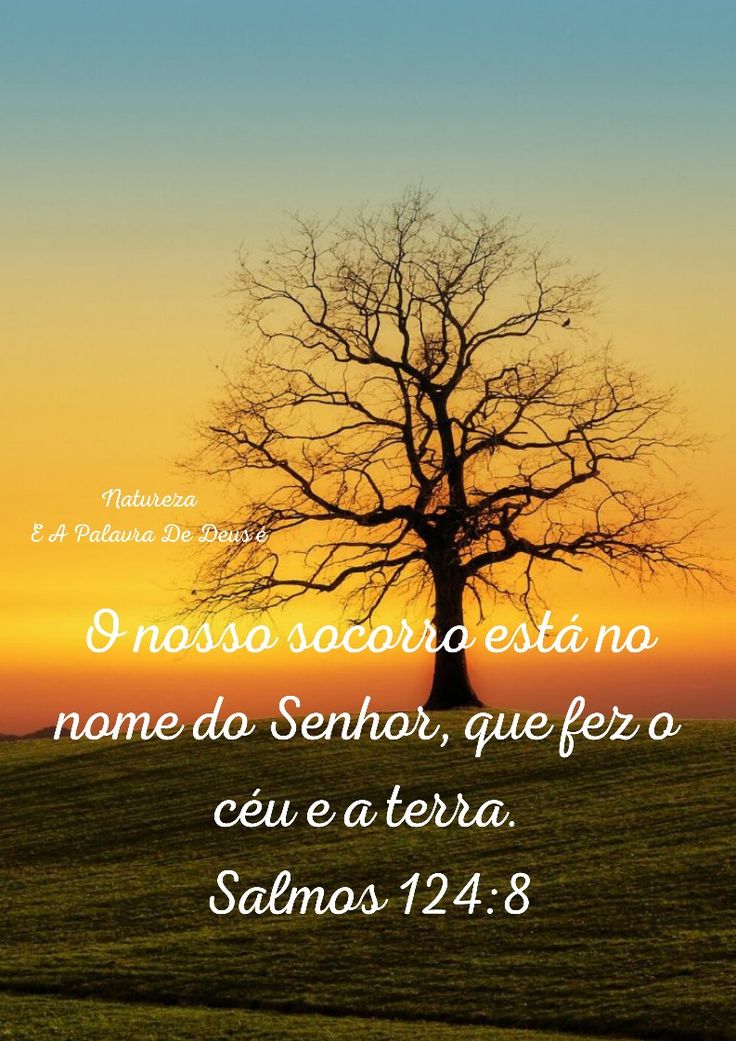 Natureza
E A Palavra De Deus é
O nosso socorro está no
nome do Senhor, que fez o
céu e a terra.
Salmos 124:8